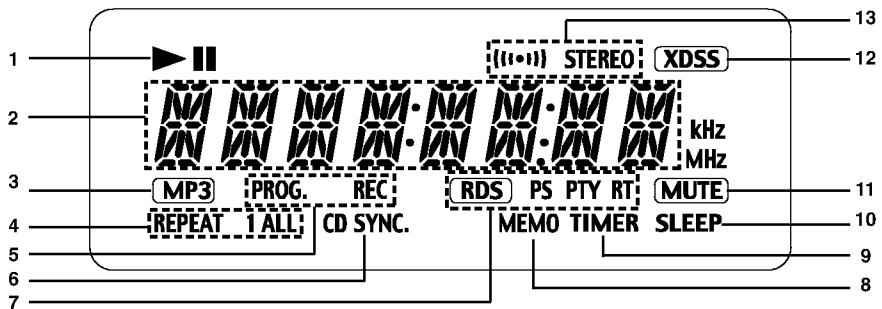 13
1 ((ı•ı)) STEREO XDSS 12
2 kHz
MHz
3 MP3 PROG. REC RDS PS PTY RT MUTE 11
4 REPEAT 1 ALL CD SYNC. MEMO TIMER SLEEP 10
5 9
6 8
7